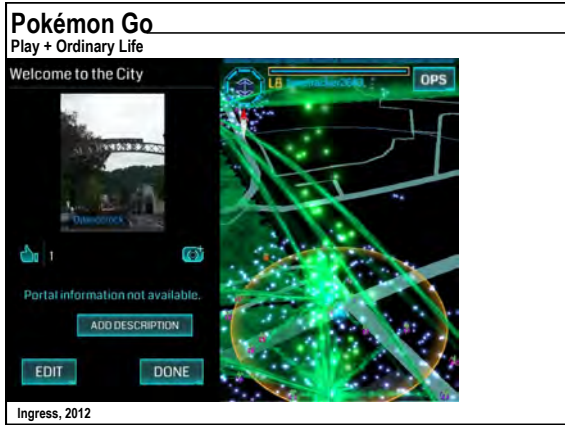 Pokémon Go
Play + Ordinary Life
Welcome to the City
L8
OPS
1
Portal information not available.
ADD DESCRIPTION
EDIT
DONE
Ingress, 2012